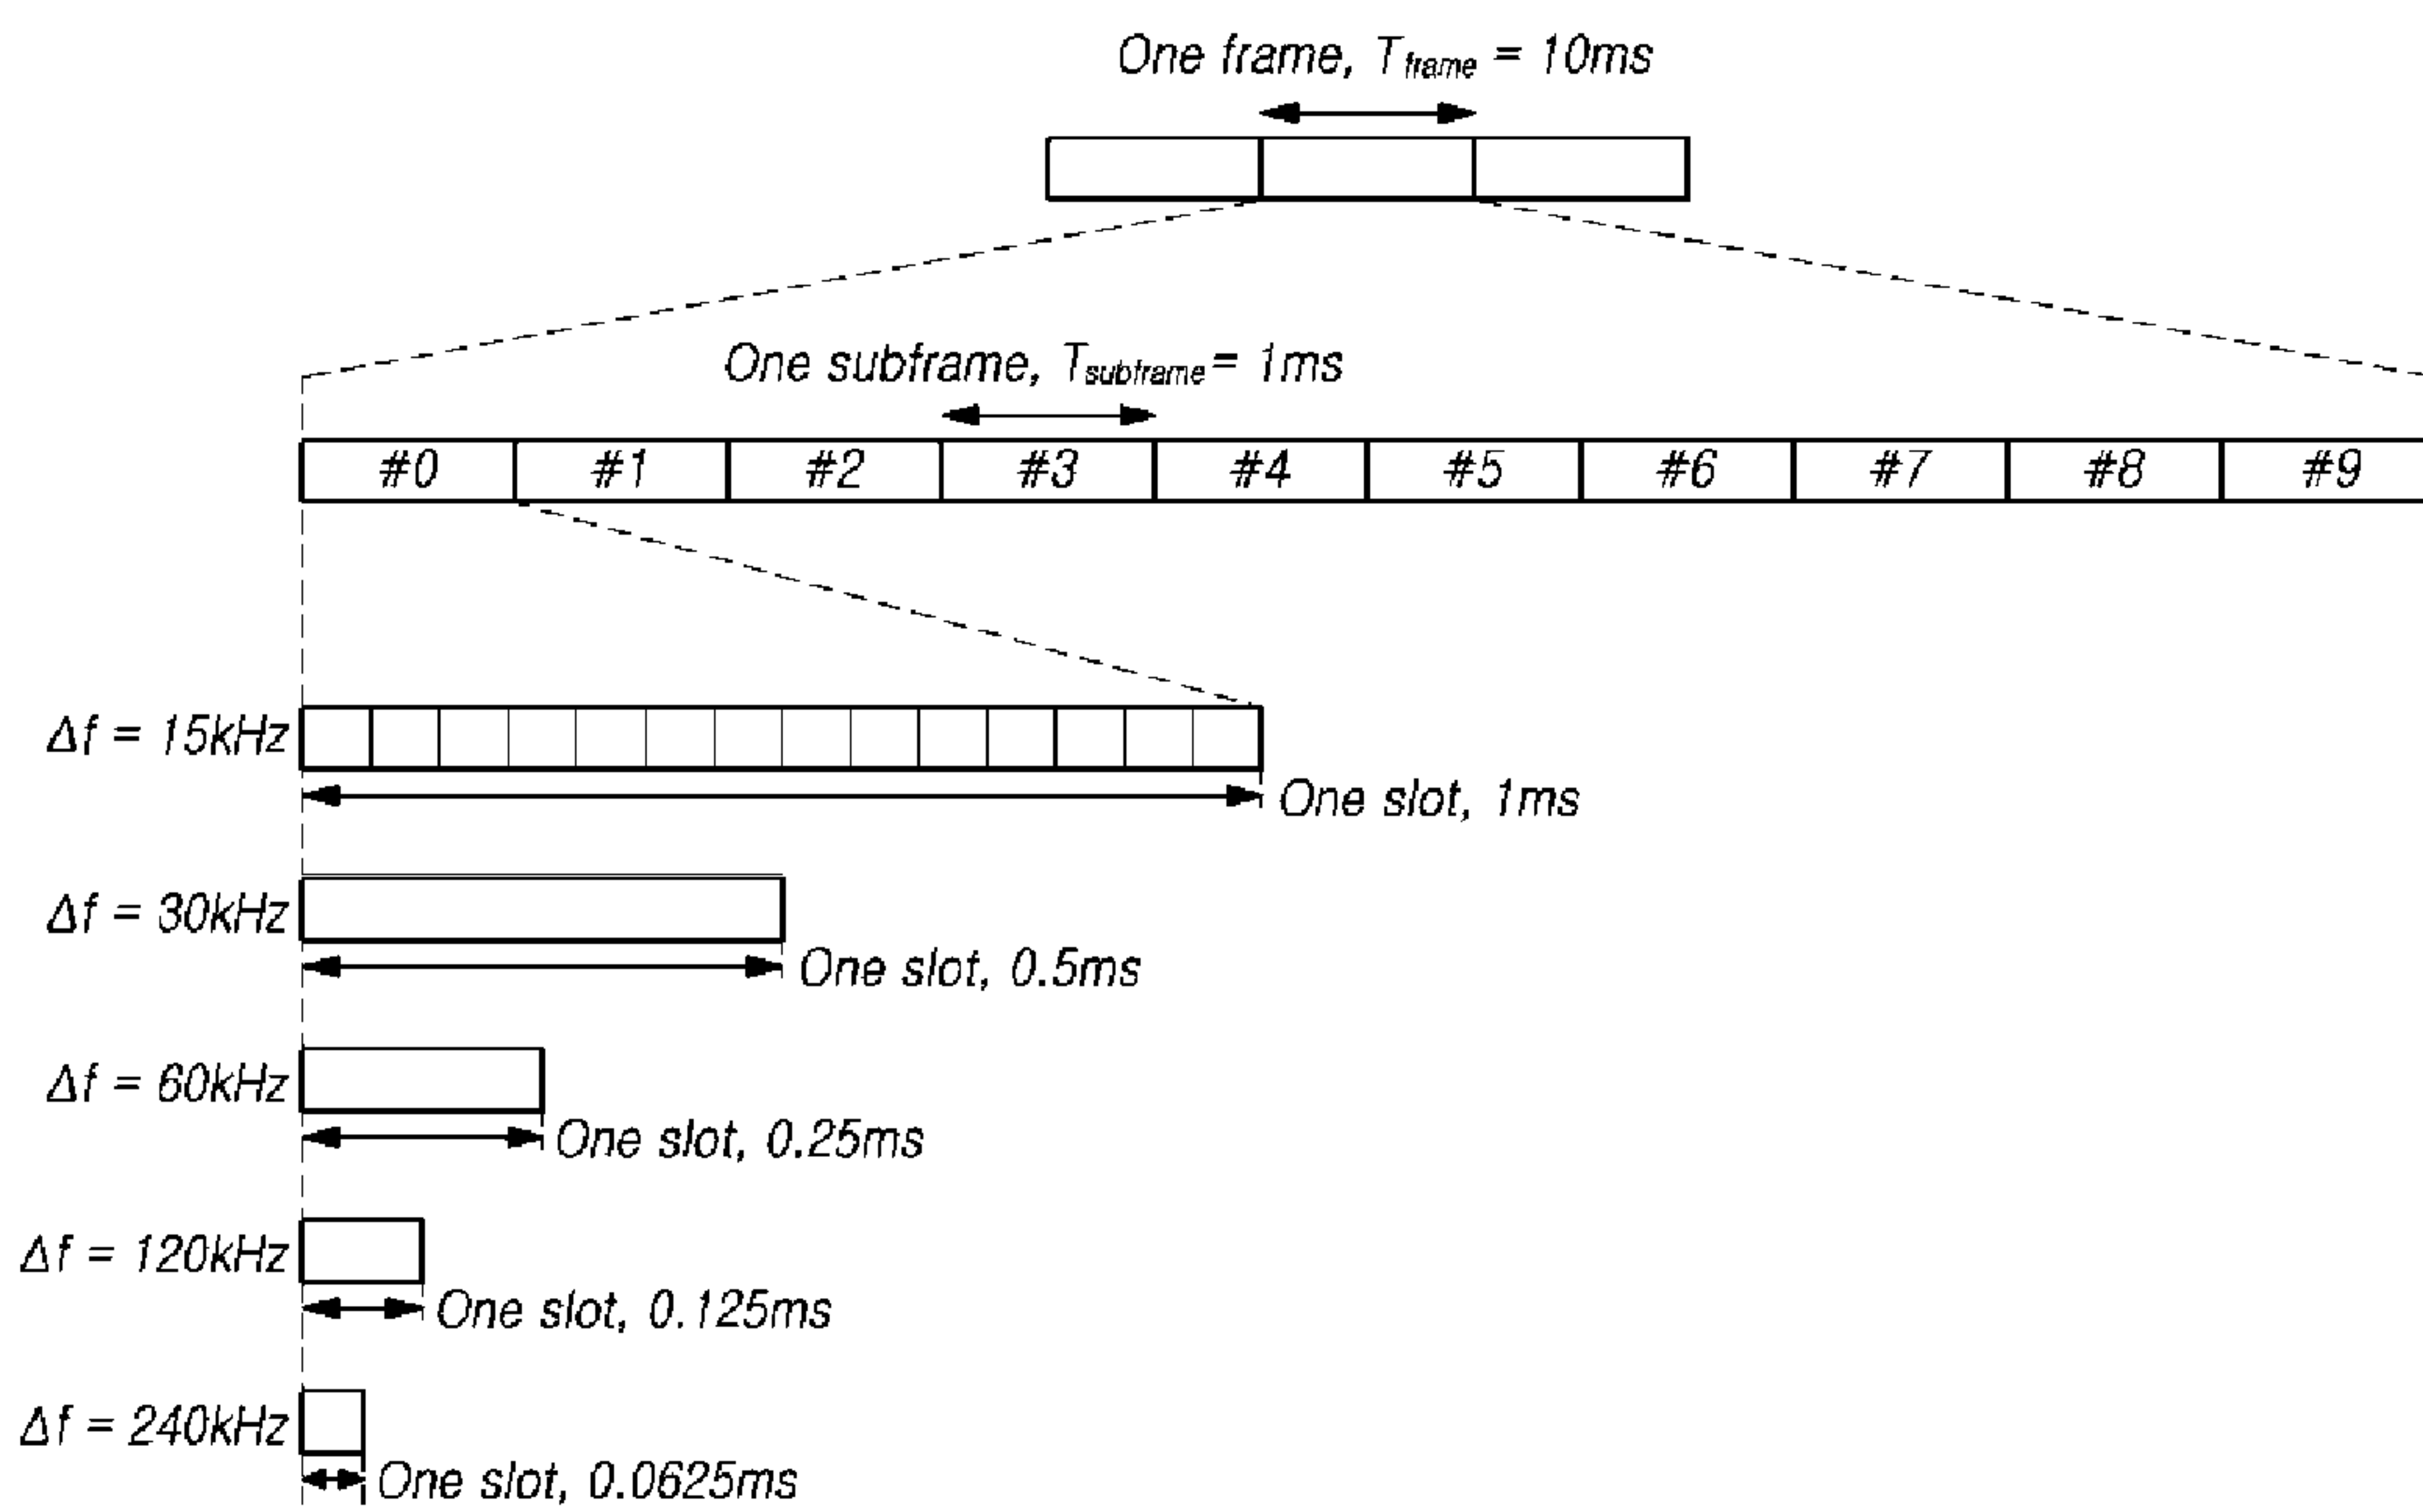 One frame, Tframe = 10ms
One subframe, Tsubframe = 1ms
#0 #1 #2 #3 #4 #5 #6 #7 #8 #9
Δf = 15kHz
One slot, 1ms
Δf = 30kHz
One slot, 0.5ms
Δf = 60kHz
One slot, 0.25ms
Δf = 120kHz
One slot, 0.125ms
Δf = 240kHz
One slot, 0.0625ms